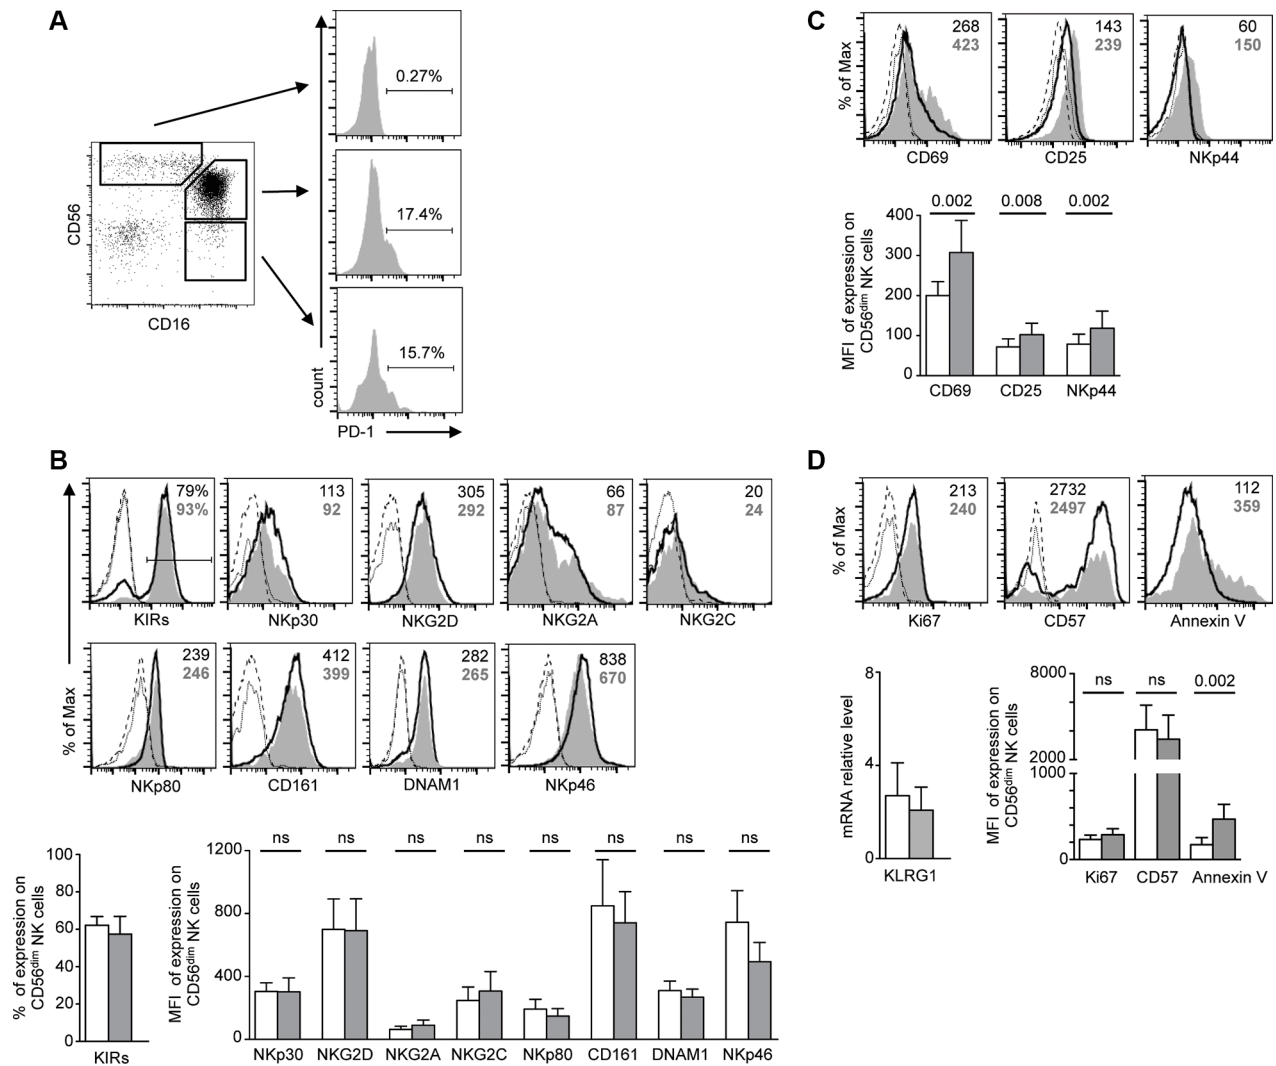 A
0.27%
17.4%
15.7%
CD56
CD16
count
PD-1
B
79%
93%
KIRs
113
92
NKp30
305
292
NKG2D
66
87
NKG2A
20
24
NKG2C
% of Max
239
246
NKp80
412
399
CD161
282
265
DNAM1
838
670
NKp46
% of expression on
CD56dim NK cells
100
80
60
40
20
0
KIRs
MFI of expression on
CD56dim NK cells
1200
800
400
0
ns ns ns ns ns ns ns ns
NKp30 NKG2D NKG2A NKG2C NKp80 CD161 DNAM1 NKp46
C
% of Max
268
423
CD69
143
239
CD25
60
150
NKp44
MFI of expression on
CD56dim NK cells
0.002 0.008 0.002
400
300
200
100
0
CD69 CD25 NKp44
D
% of Max
213
240
Ki67
2732
2497
CD57
112
359
Annexin V
mRNA relative level
8
4
0
KLRG1
MFI of expression on
CD56dim NK cells
8000
2000
1000
0
ns ns 0.002
Ki67 CD57 Annexin V